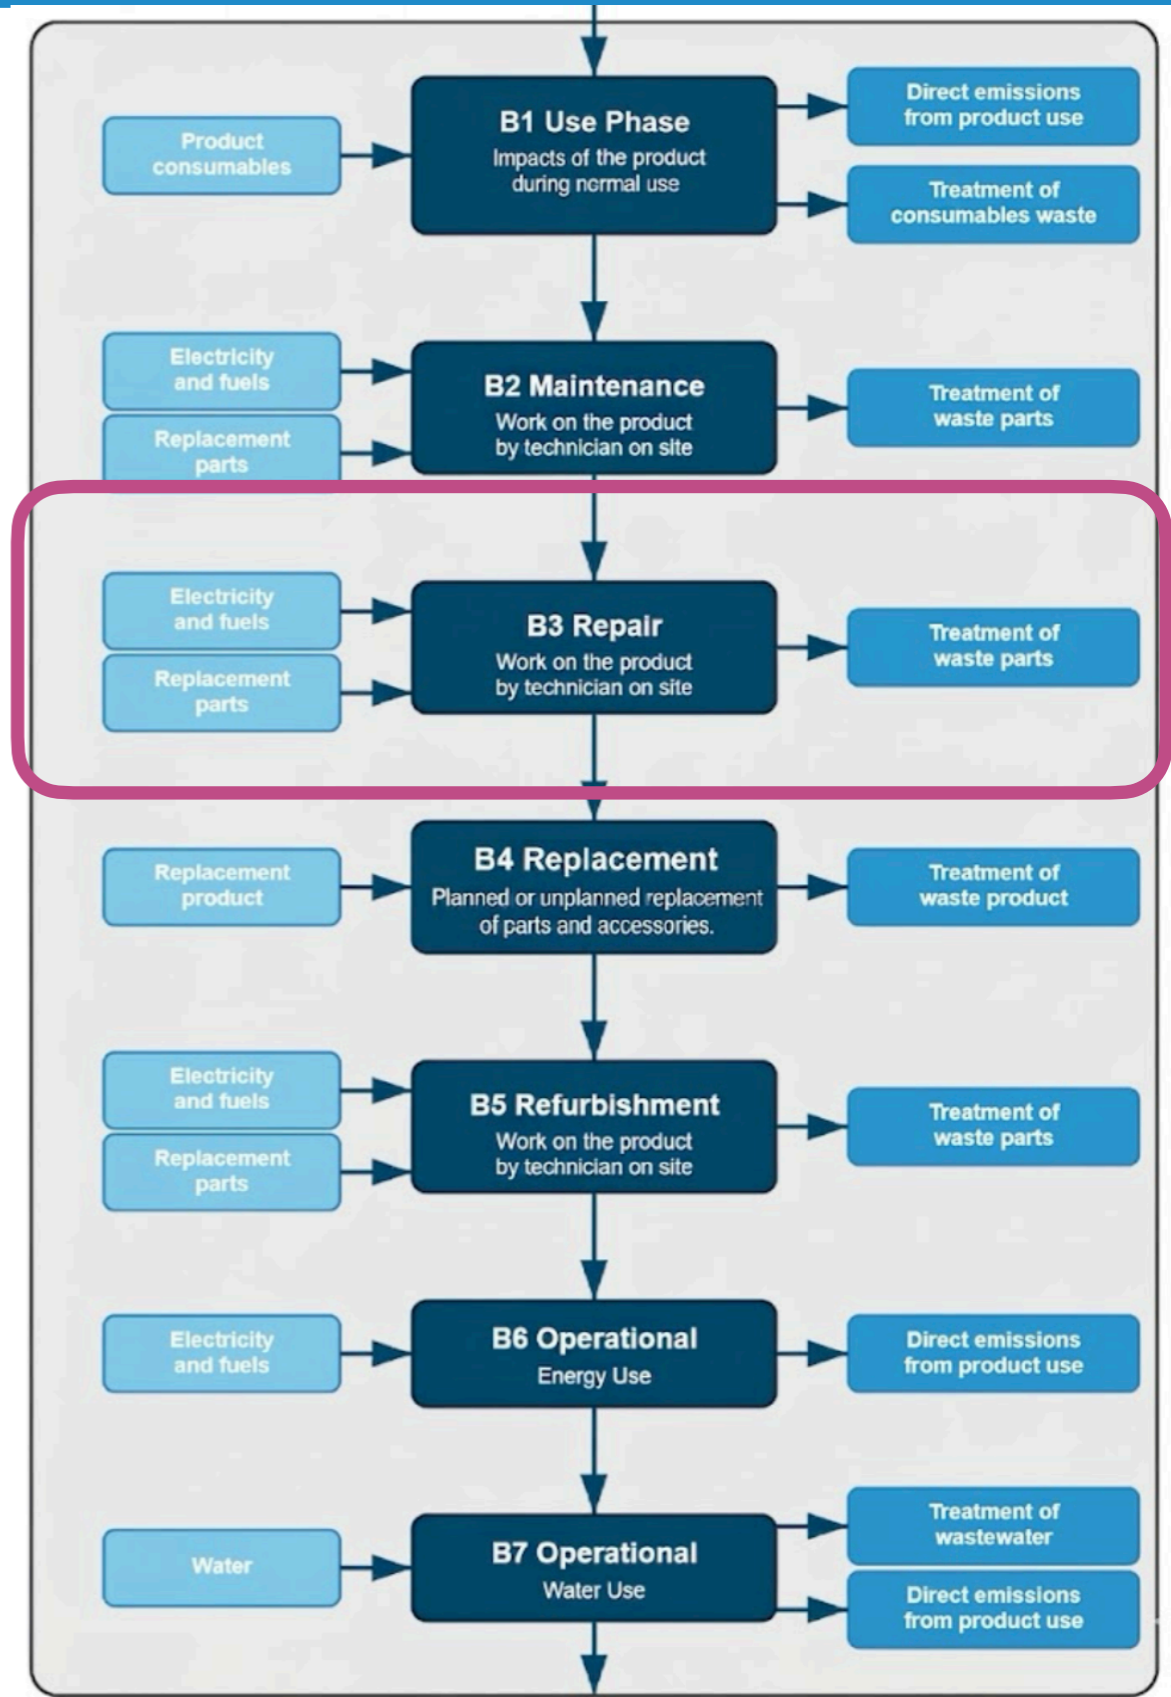 Product
consumables
B1 Use Phase
Impacts of the product
during normal use
Direct emissions
from product use
Treatment of
consumables waste
Electricity
and fuels
Replacement
parts
B2 Maintenance
Work on the product
by technician on site
Treatment of
waste parts
Electricity
and fuels
Replacement
parts
B3 Repair
Work on the product
by technician on site
Treatment of
waste parts
Replacement
product
B4 Replacement
Planned or unplanned replacement
of parts and accessories.
Treatment of
waste product
Electricity
and fuels
Replacement
parts
B5 Refurbishment
Work on the product
by technician on site
Treatment of
waste parts
Electricity
and fuels
B6 Operational
Energy Use
Direct emissions
from product use
Water
B7 Operational
Water Use
Treatment of
wastewater
Direct emissions
from product use